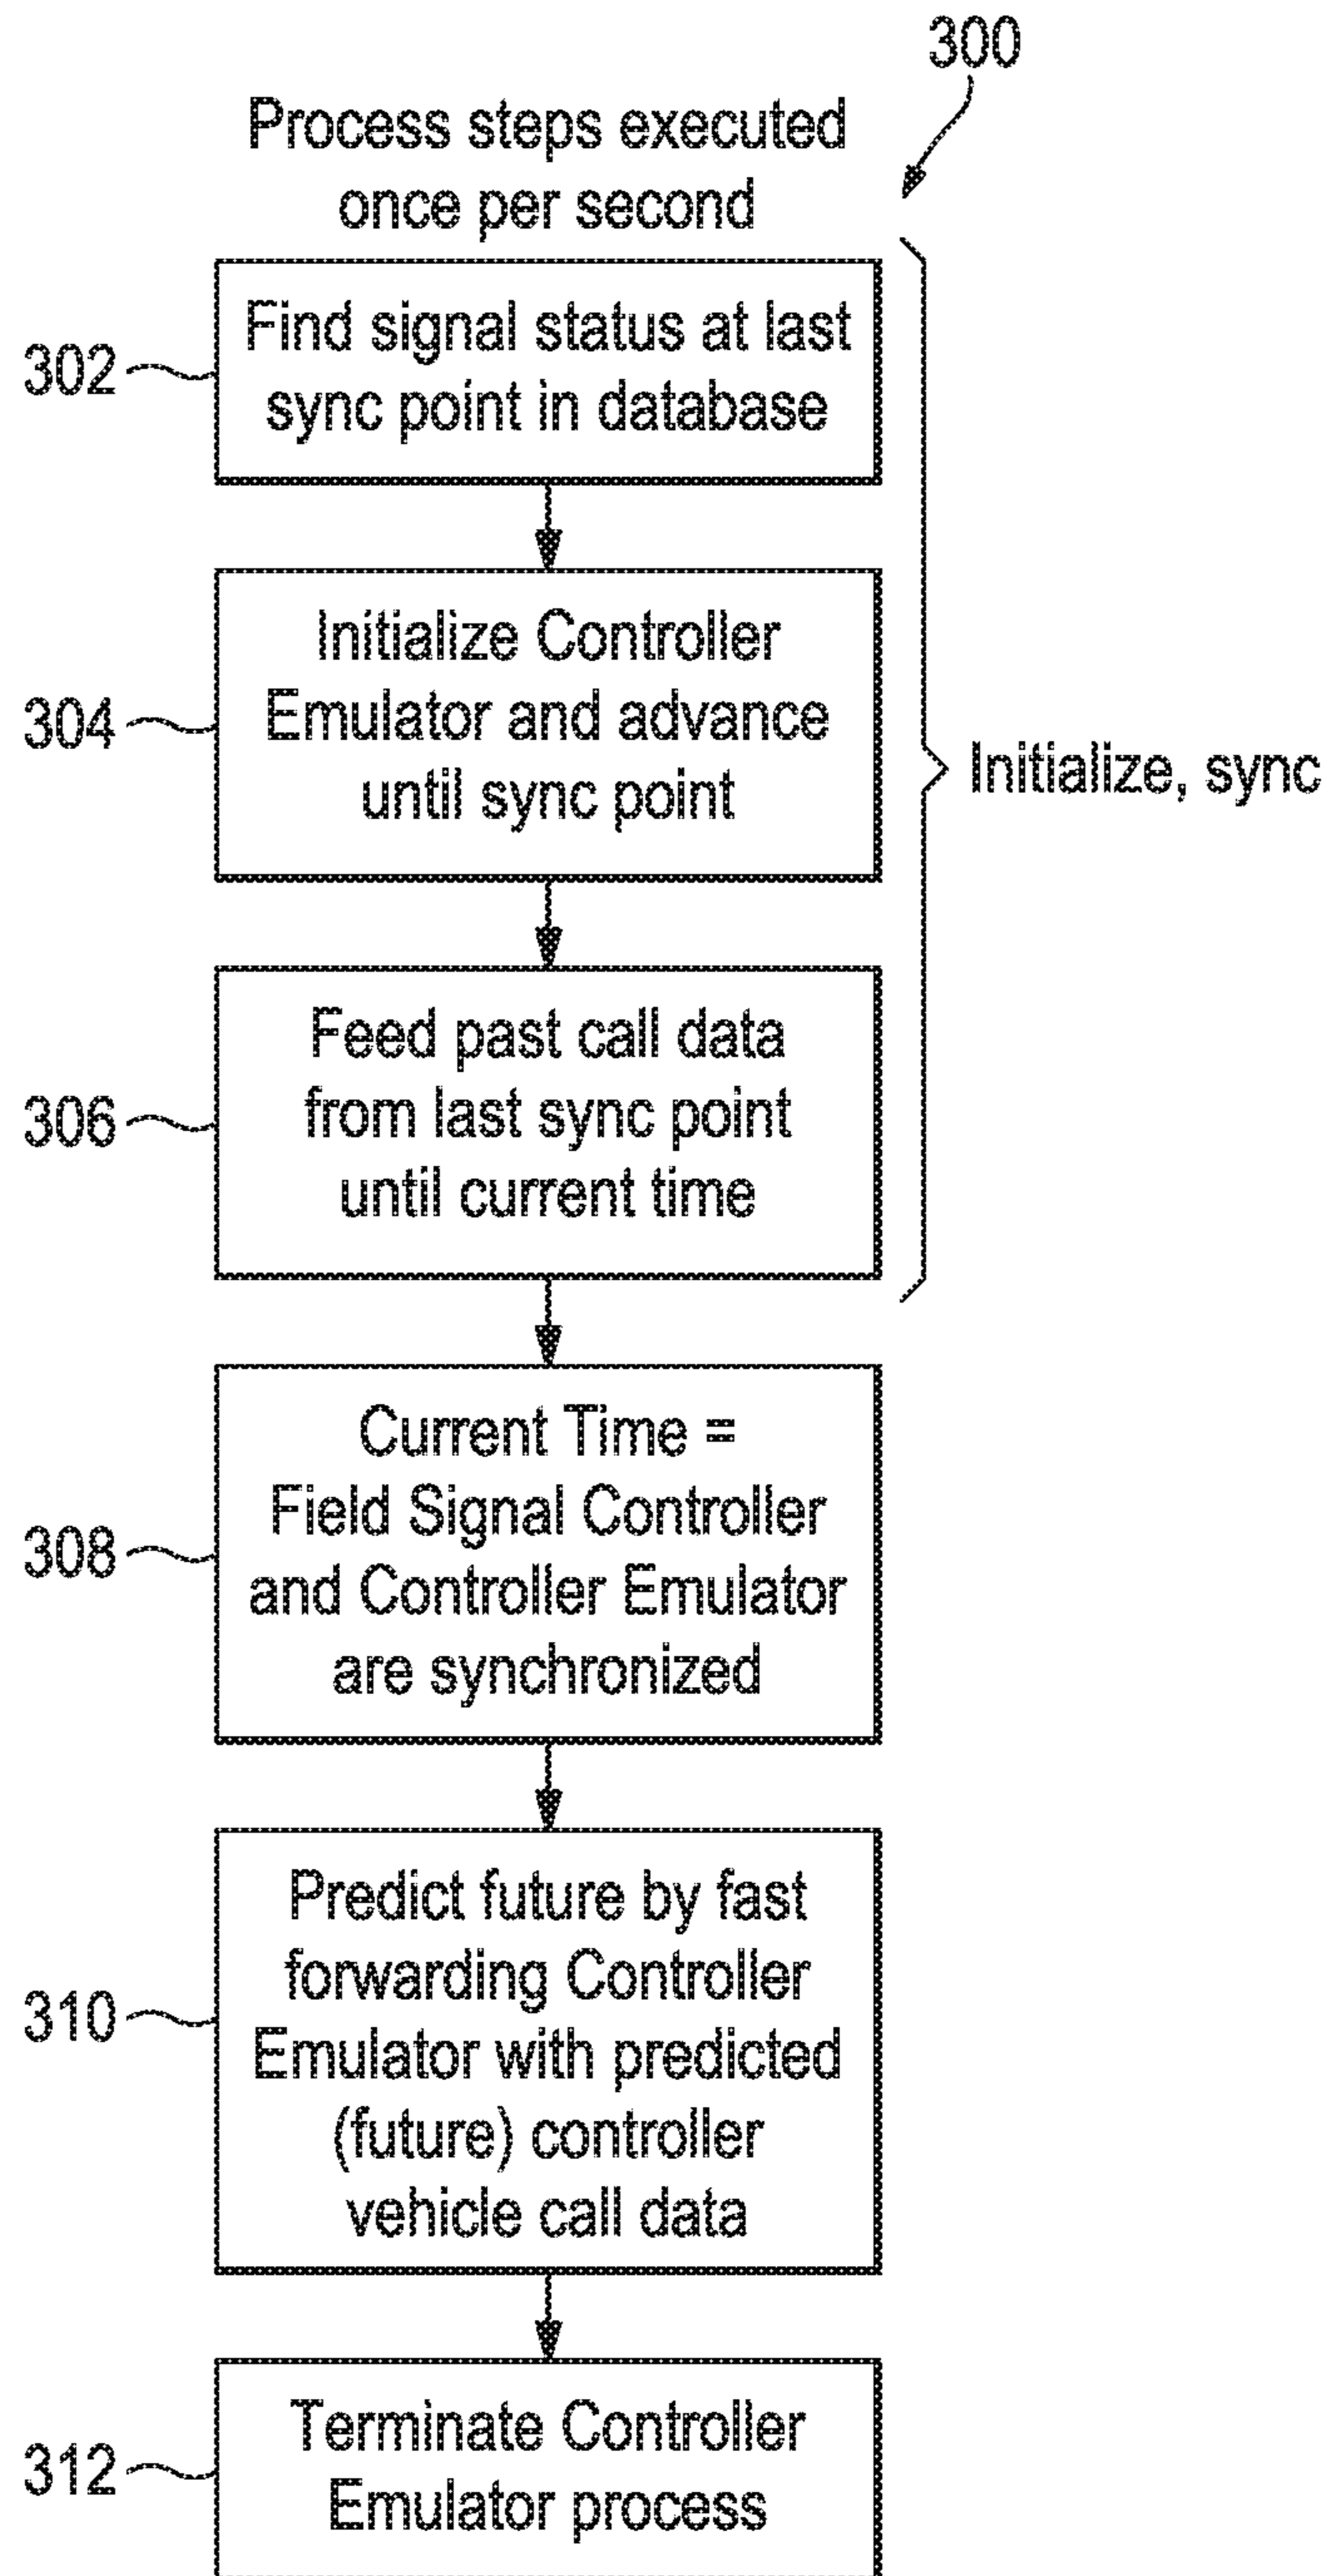 300
Process steps executed
once per second
302
Find signal status at last
sync point in database
304
Initialize Controller
Emulator and advance
until sync point
Initialize, sync
306
Feed past call data
from last sync point
until current time
308
Current Time =
Field Signal Controller
and Controller Emulator
are synchronized
310
Predict future by fast
forwarding Controller
Emulator with predicted
(future) controller
vehicle call data
312
Terminate Controller
Emulator process